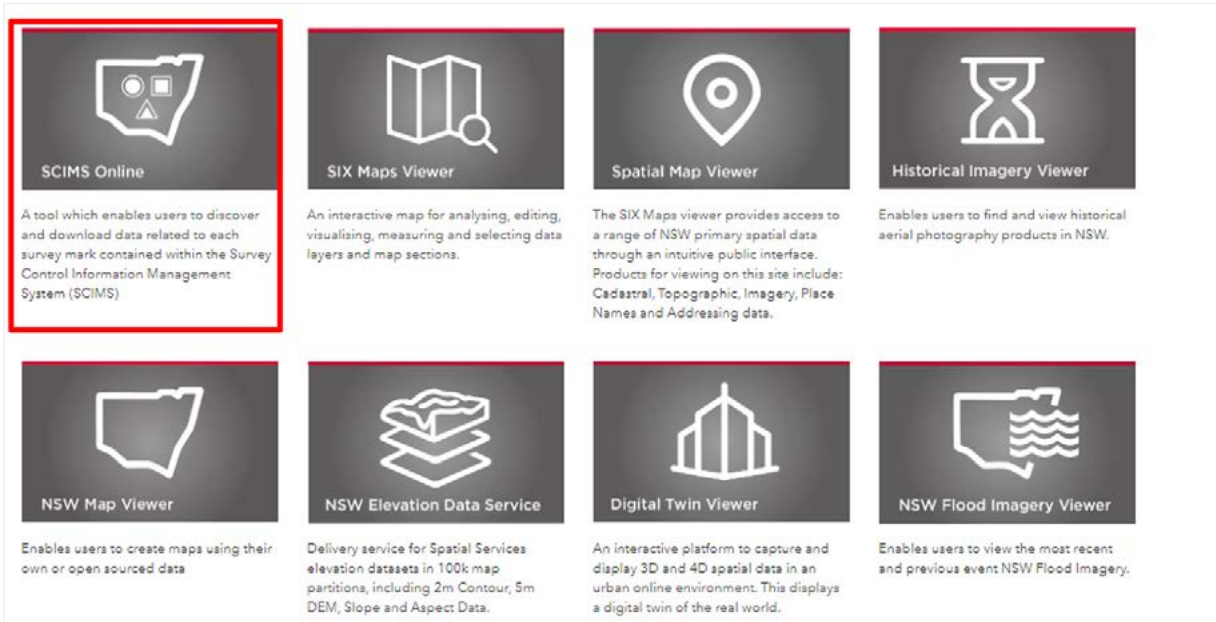 SCIMS Online
A tool which enables users to discover
and download data related to each
survey mark contained within the Survey
Control Information Management
System (SCIMS)
SIX Maps Viewer
An interactive map for analysing, editing,
visualising, measuring and selecting data
layers and map sections.
Spatial Map Viewer
The SIX Maps viewer provides access to
a range of NSW primary spatial data
through an intuitive public interface.
Products for viewing on this site include:
Cadastral, Topographic, Imagery, Place
Names and Addressing data.
Historical Imagery Viewer
Enables users to find and view historical
aerial photography products in NSW.
NSW Map Viewer
Enables users to create maps using their
own or open sourced data
NSW Elevation Data Service
Delivery service for Spatial Services
elevation datasets in 100k map
partitions, including 2m Contour, 5m
DEM, Slope and Aspect Data.
Digital Twin Viewer
An interactive platform to capture and
display 3D and 4D spatial data in an
urban online environment. This displays
a digital twin of the real world.
NSW Flood Imagery Viewer
Enables users to view the most recent
and previous event NSW Flood Imagery.